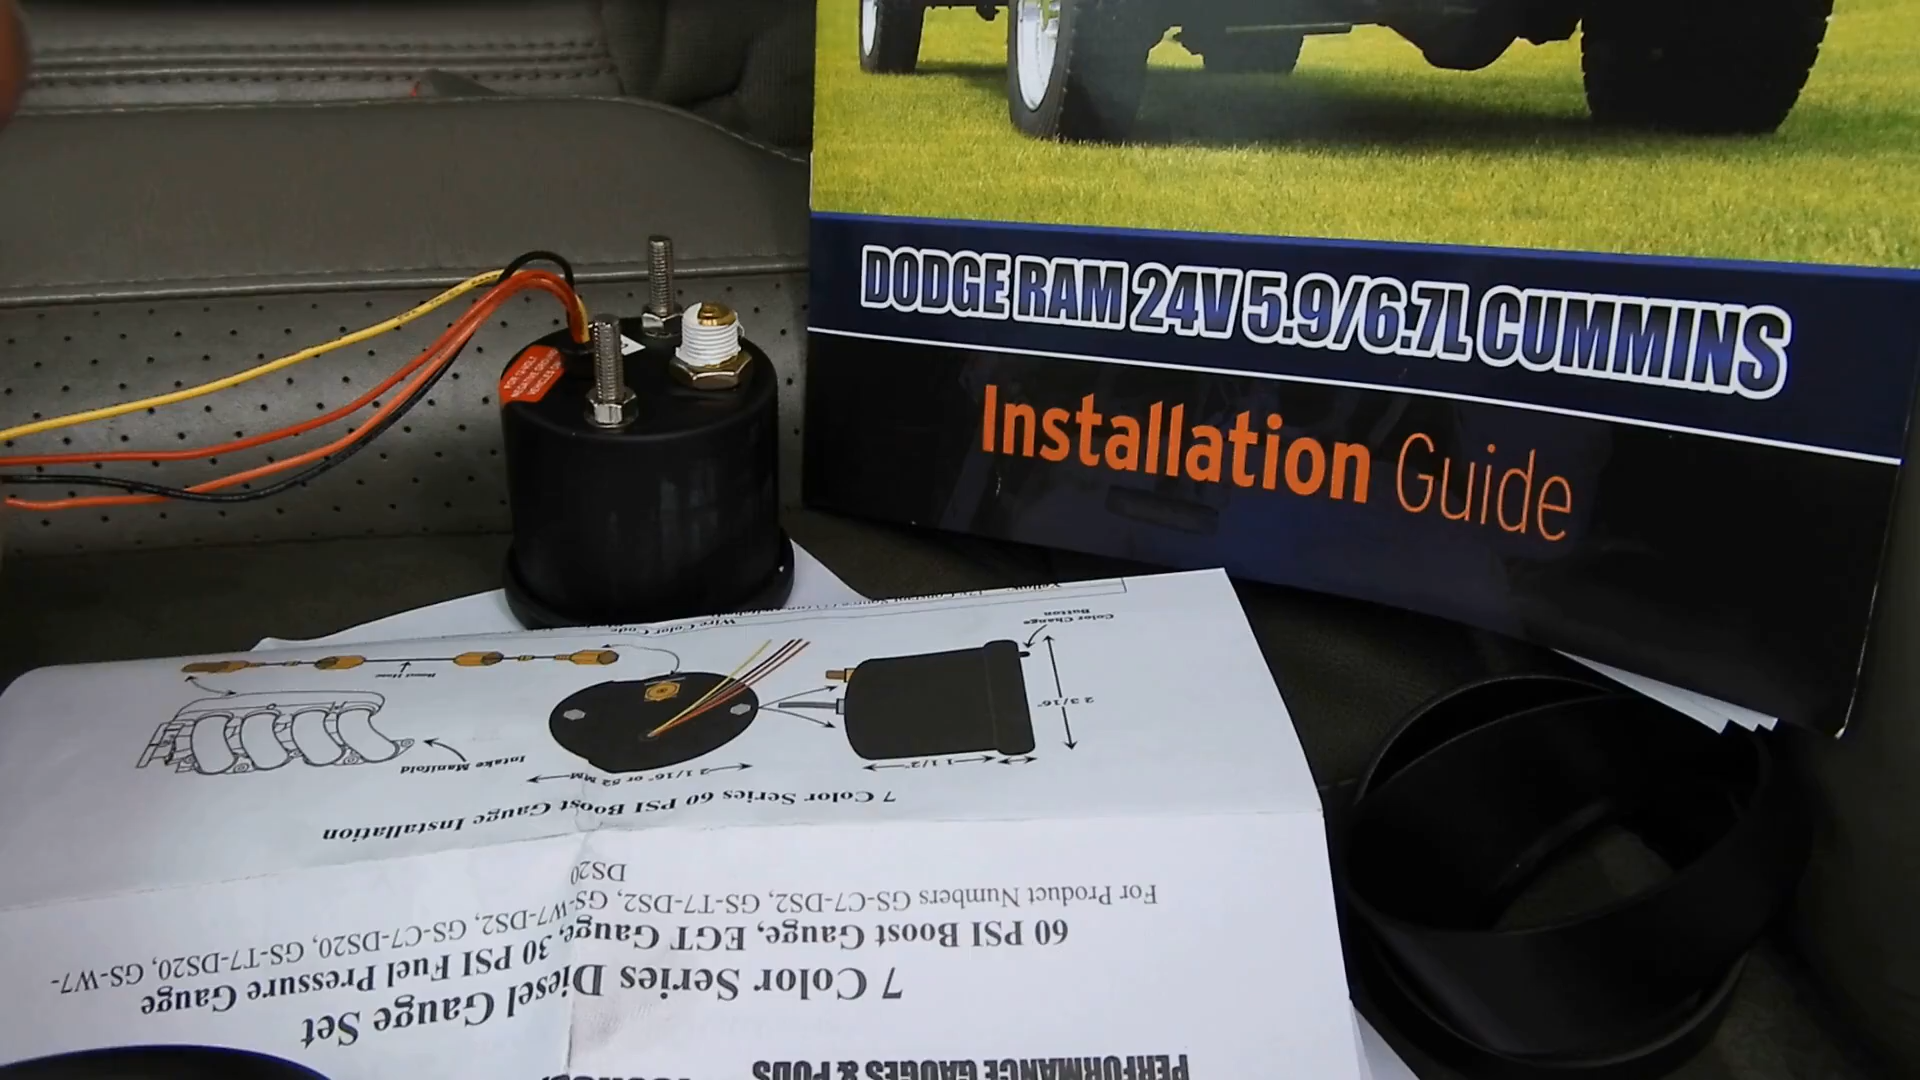 DODGE RAM 24V 5.9/6.7L CUMMINS
Installation Guide
PERFORMANCE GAUGES & PODS
7 Color Series Diesel Gauge Set
60 PSI Boost Gauge, EGT Gauge, 30 PSI Fuel Pressure Gauge
For Product Numbers GS-C7-DS2, GS-T7-DS2, GS-W7-DS2, GS-C7-DS20, GS-T7-DS20, GS-W7-
DS20
7 Color Series 60 PSI Boost Gauge Installation
1 1/2"
2 1/16" or 52 MM
Intake Manifold
2 3/16"
Boost Hose
Color Change
Button
Wire Color Code